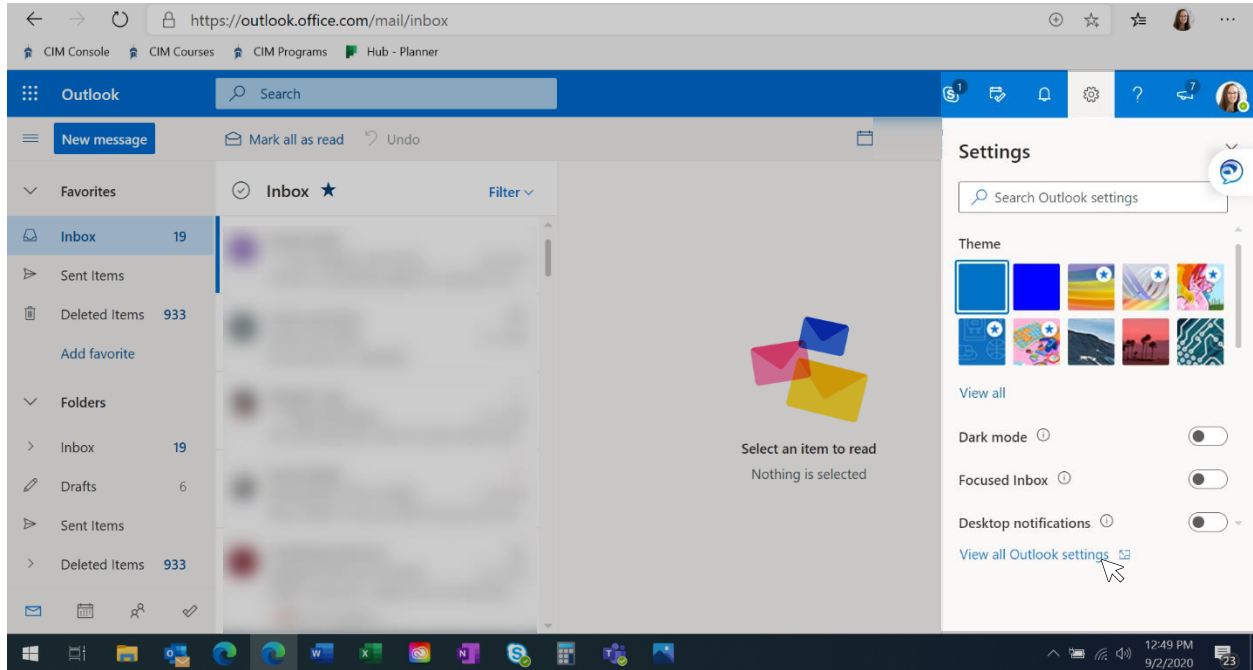 https://outlook.office.com/mail/inbox
CIM Console CIM Courses CIM Programs Hub - Planner
Outlook Search 1 7
New message Mark all as read Undo
Settings
Search Outlook settings
Favorites
Inbox Filter
Inbox 19
Sent Items
Deleted Items 933
Add favorite
Folders
Inbox 19
Drafts 6
Sent Items
Deleted Items 933
Select an item to read
Nothing is selected
Theme
View all
Dark mode
Focused Inbox
Desktop notifications
View all Outlook settings
12:49 PM
9/2/2020 23